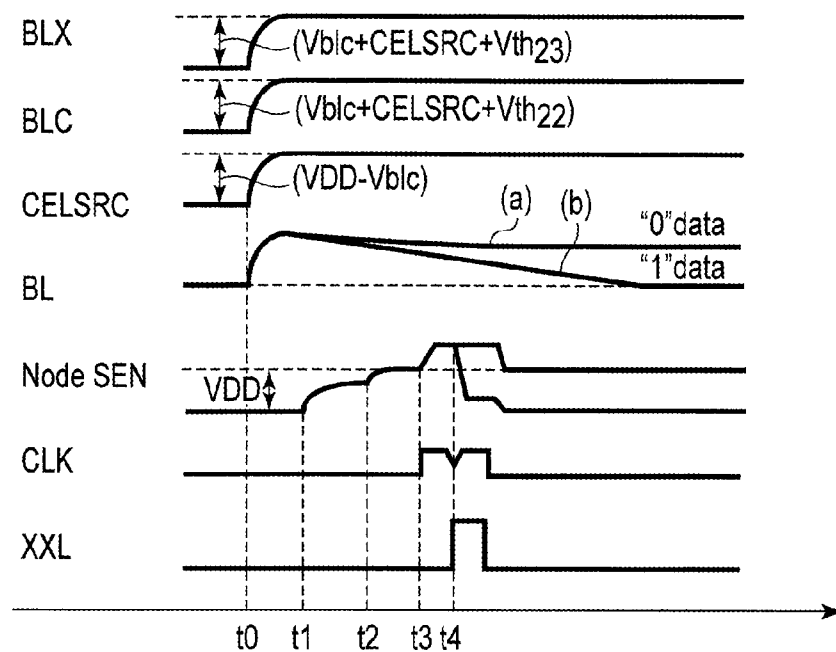 BLX
(Vblc+CELSRC+Vth23)
BLC
(Vblc+CELSRC+Vth22)
CELSRC
(VDD-Vblc)
(a)
(b)
"0"data
"1"data
BL
Node SEN
VDD
CLK
XXL
t0 t1 t2 t3 t4